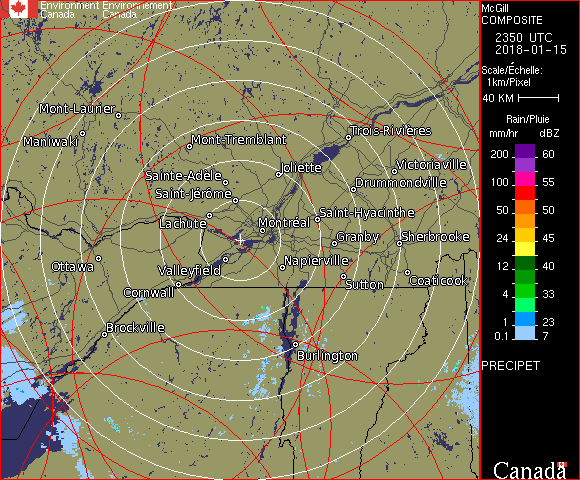 Environment Environnement
Canada Canada
McGill
COMPOSITE
2350 UTC
2018-01-15
Scale/Échelle:
1km/Pixel
40 KM
Rain/Pluie
mm/hr dBZ
200 60
100 55
50 50
24 45
12 40
4 33
1 23
0.1 7
PRECIPET
Canada
Mont-Laurier
Maniwaki
Mont-Tremblant
Trois-Rivières
Joliette
Victoriaville
Sainte-Adèle
Drummondville
Saint-Jérôme
Lachute
Montréal
Saint-Hyacinthe
Granby
Sherbrooke
Ottawa
Valleyfield
Napierville
Cornwall
Sutton
Coaticook
Brockville
Burlington